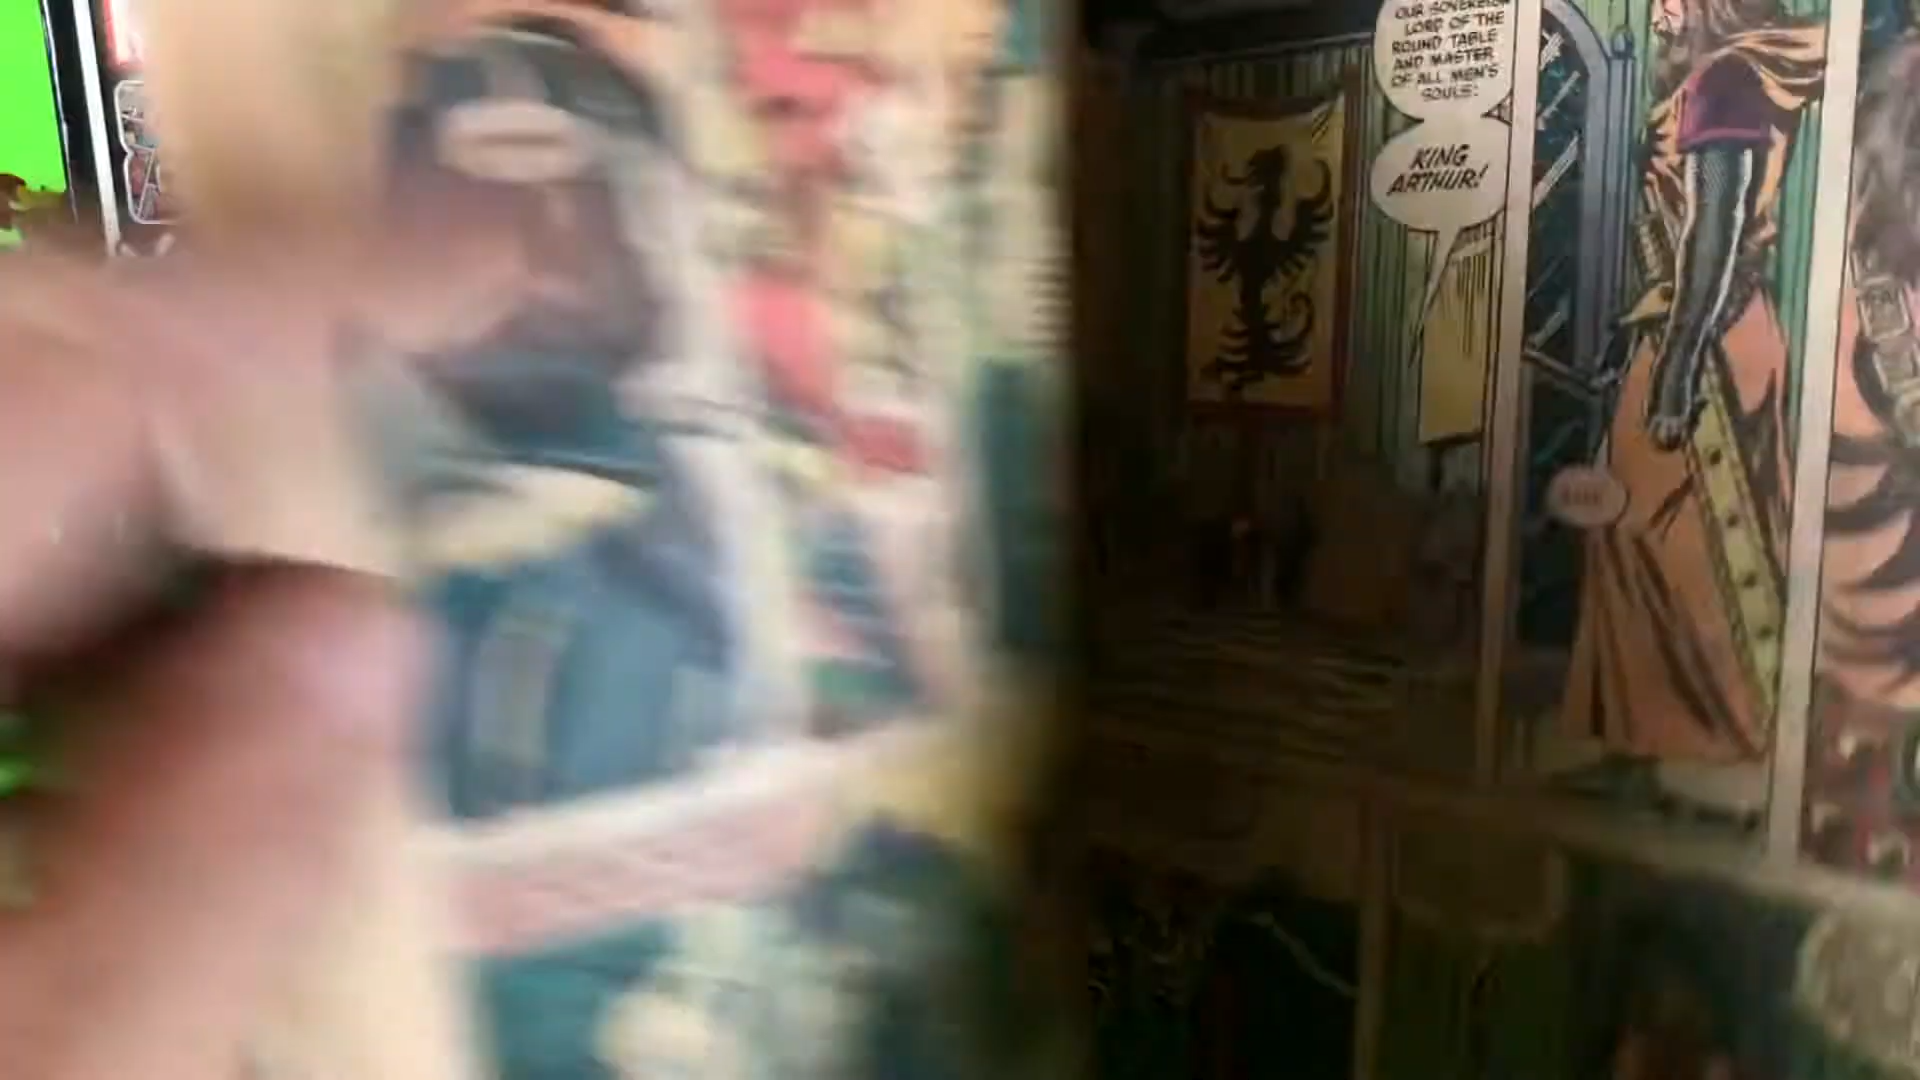 OUR SOVEREIGN
LORD OF THE
ROUND TABLE
AND MASTER
OF ALL MEN'S
SOULS:
KING
ARTHUR!